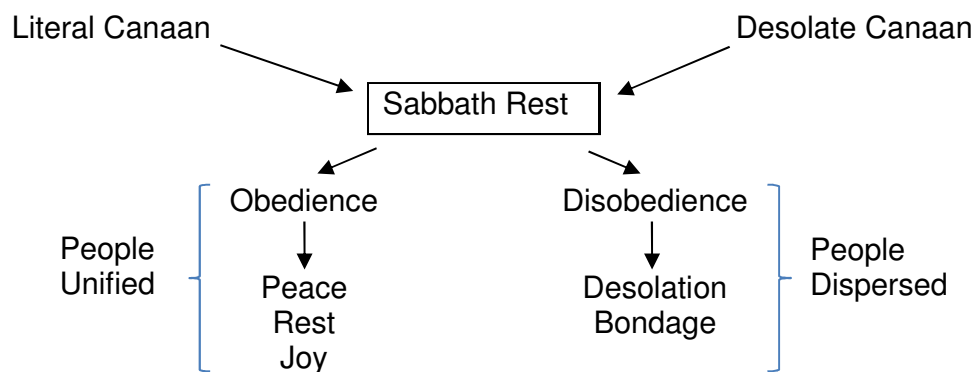 Literal Canaan
Desolate Canaan
Sabbath Rest
Obedience
Disobedience
People
Unified
Peace
Rest
Joy
Desolation
Bondage
People
Dispersed